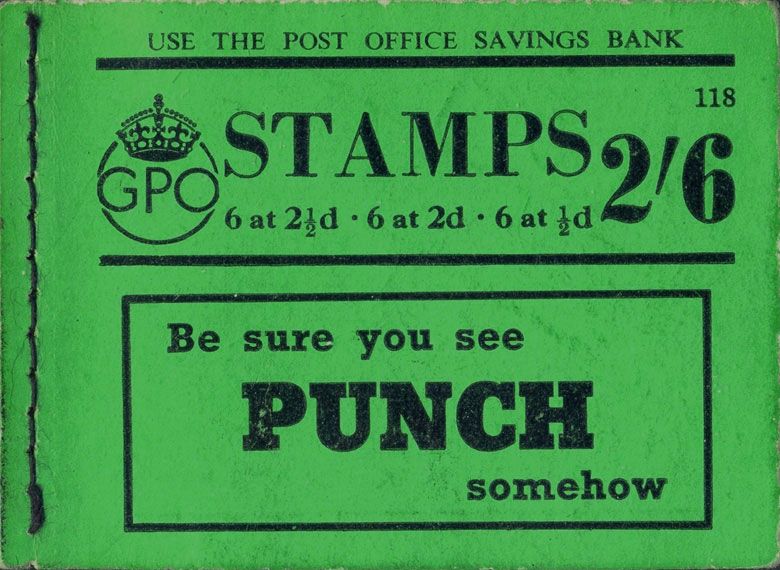 USE THE POST OFFICE SAVINGS BANK
118
GPO
STAMPS 2/6
6 at 2½d · 6 at 2d · 6 at ½d
Be sure you see
PUNCH
somehow